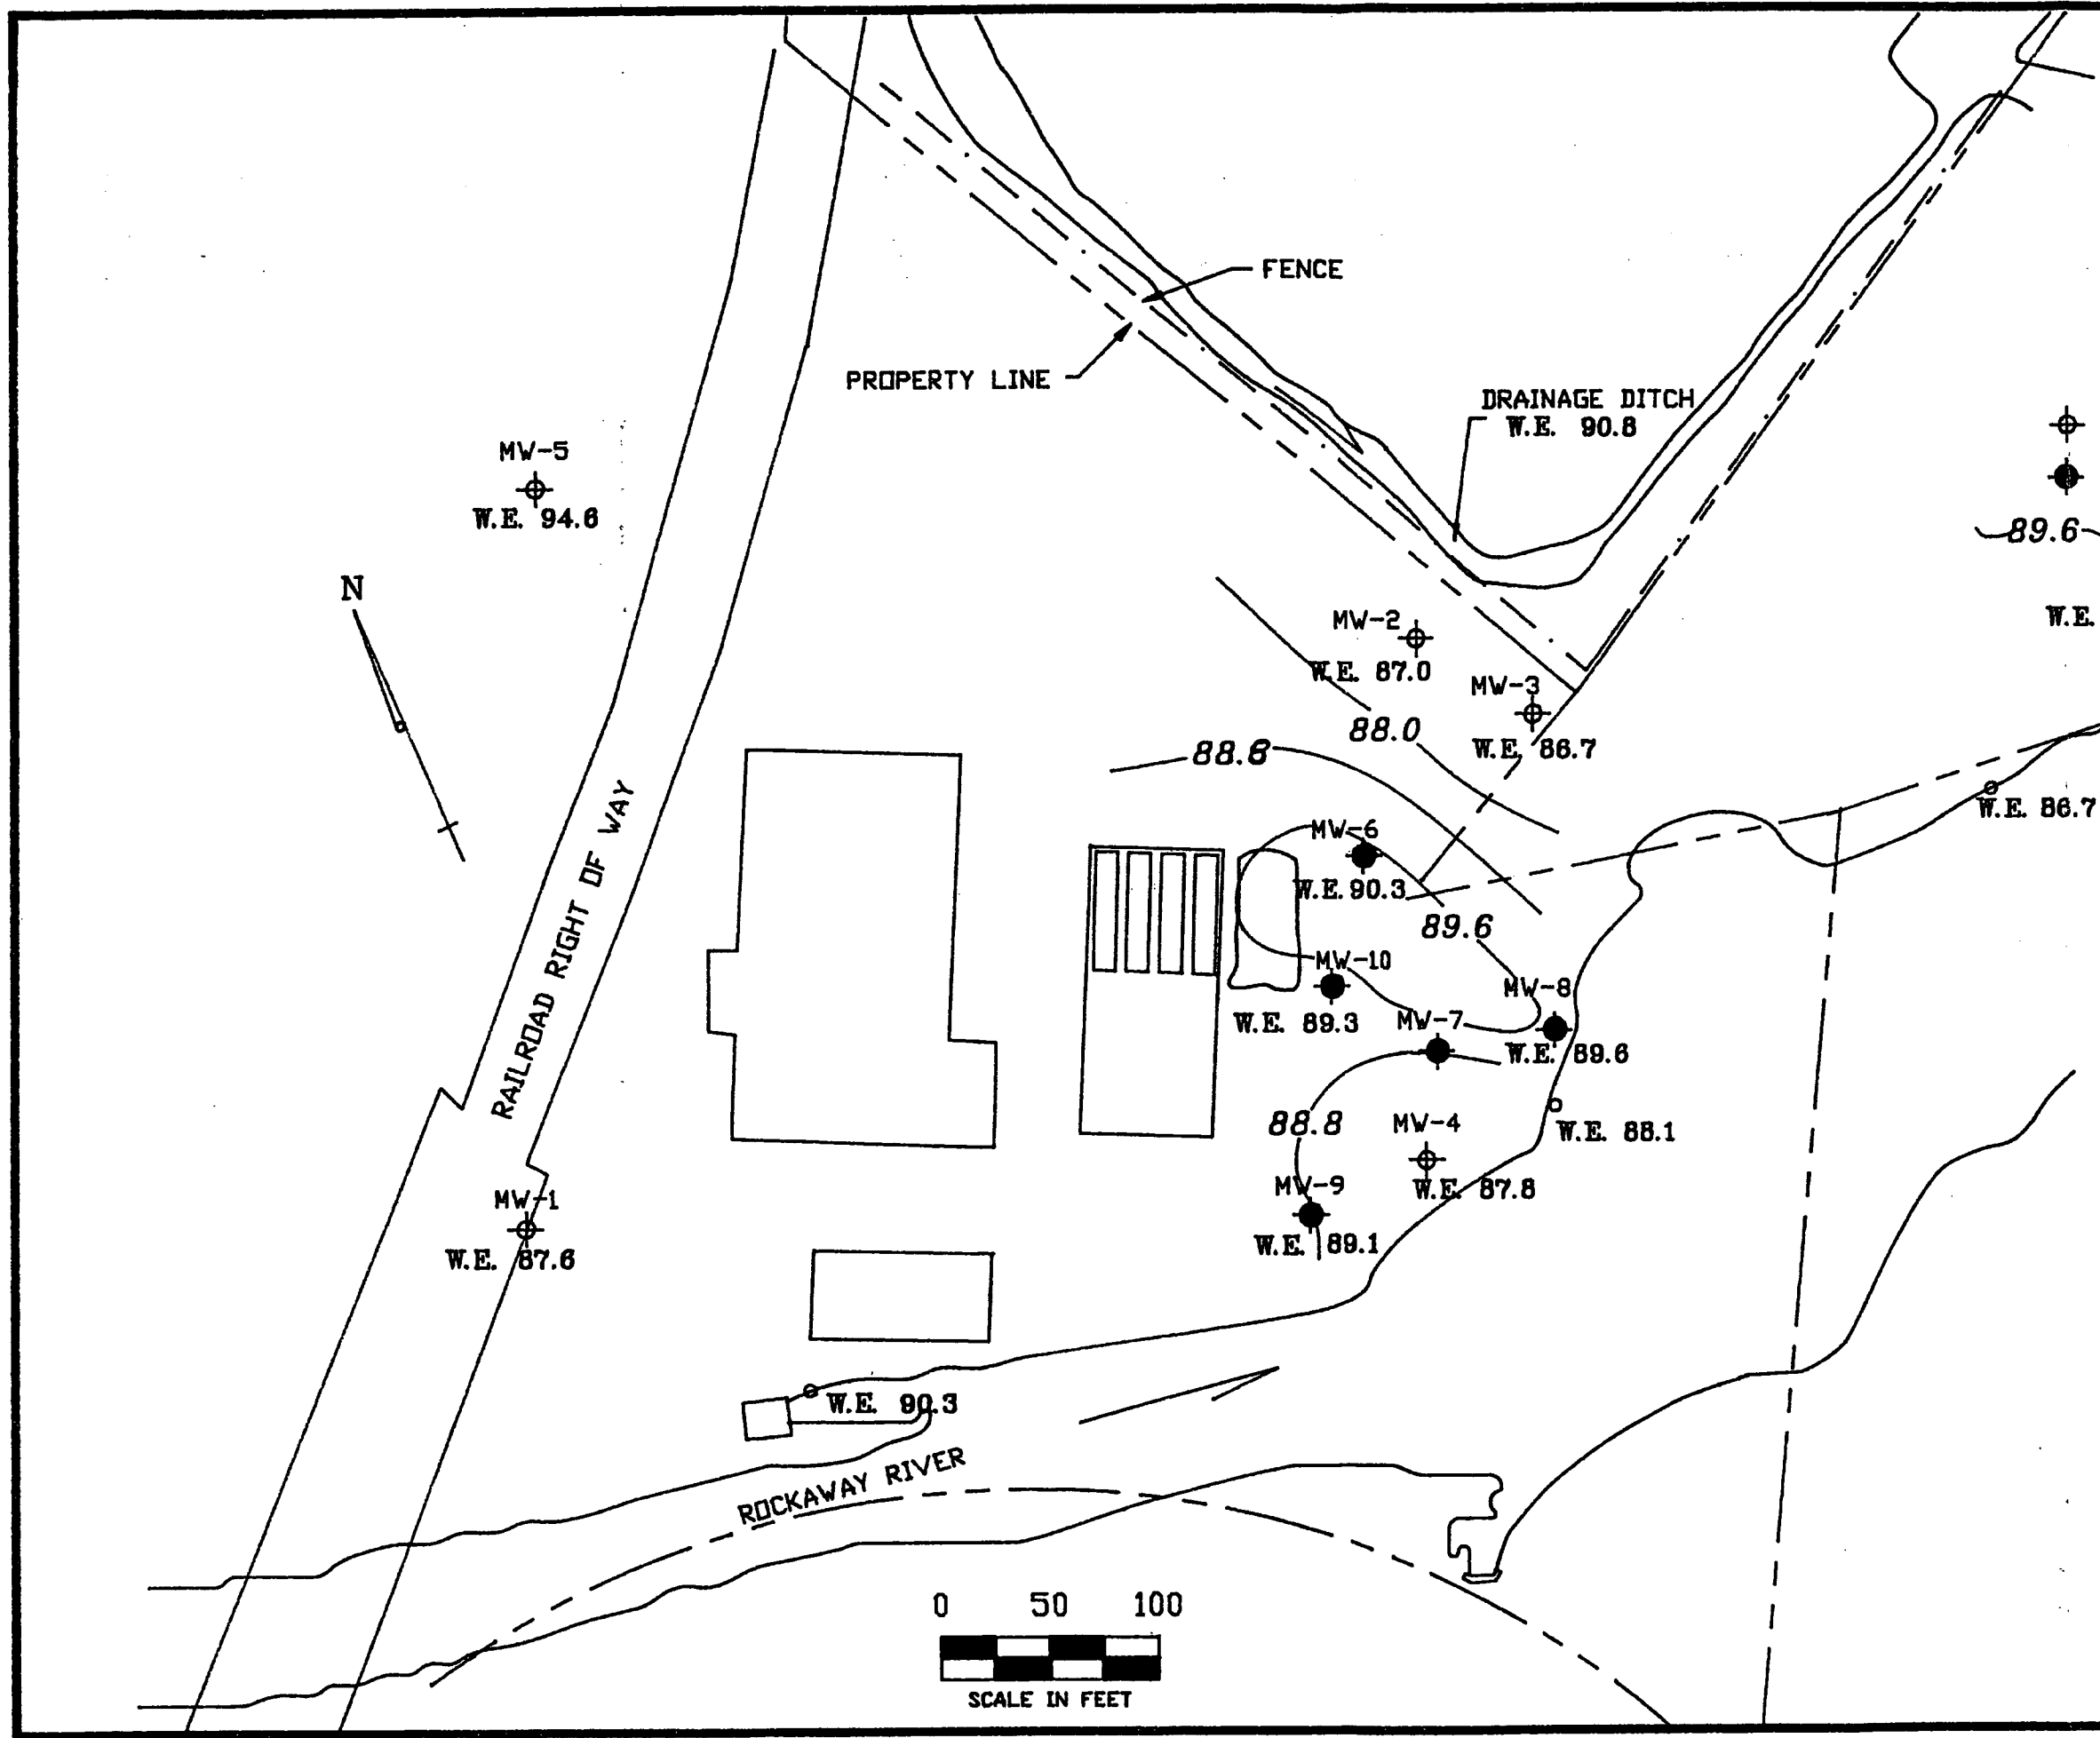 FENCE
PROPERTY LINE
DRAINAGE DITCH
W.E. 90.8
MW-5
W.E. 94.6
89.6
N
W.E.
MW-2
W.E. 87.0
MW-3
W.E. 86.7
88.0
88.8
W.E. 86.7
RAILROAD RIGHT OF WAY
MW-6
W.E. 90.3
89.6
MW-10
W.E. 89.3
MW-8
W.E. 89.6
MW-7
88.8
MW-4
W.E. 87.8
W.E. 88.1
MW-9
W.E. 89.1
MW-1
W.E. 87.6
W.E. 90.3
ROCKAWAY RIVER
0 50 100
SCALE IN FEET